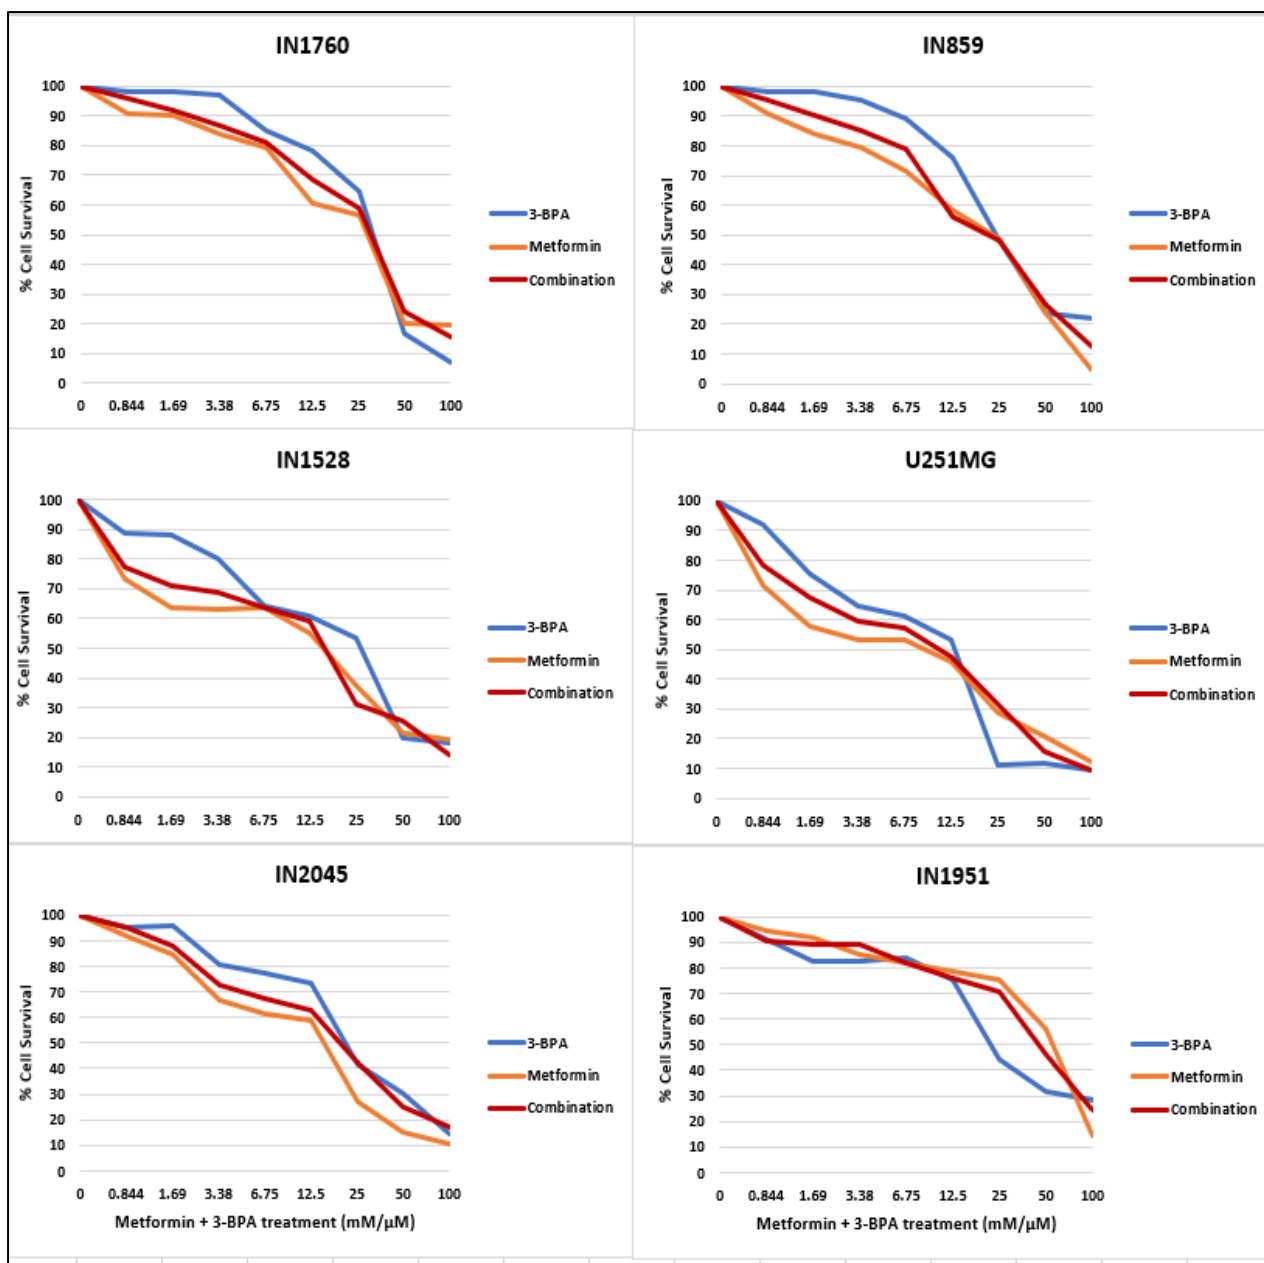 IN1760
% Cell Survival
100
90
80
70
60
50
40
30
20
10
0
0 0.844 1.69 3.38 6.75 12.5 25 50 100
3-BPA
Metformin
Combination
IN859
% Cell Survival
100
90
80
70
60
50
40
30
20
10
0
0 0.844 1.69 3.38 6.75 12.5 25 50 100
3-BPA
Metformin
Combination
IN1528
% Cell Survival
100
90
80
70
60
50
40
30
20
10
0
0 0.844 1.69 3.38 6.75 12.5 25 50 100
3-BPA
Metformin
Combination
U251MG
% Cell Survival
100
90
80
70
60
50
40
30
20
10
0
0 0.844 1.69 3.38 6.75 12.5 25 50 100
3-BPA
Metformin
Combination
IN2045
% Cell Survival
100
90
80
70
60
50
40
30
20
10
0
0 0.844 1.69 3.38 6.75 12.5 25 50 100
Metformin + 3-BPA treatment (mM/μM)
3-BPA
Metformin
Combination
IN1951
% Cell Survival
100
90
80
70
60
50
40
30
20
10
0
0 0.844 1.69 3.38 6.75 12.5 25 50 100
Metformin + 3-BPA treatment (mM/μM)
3-BPA
Metformin
Combination